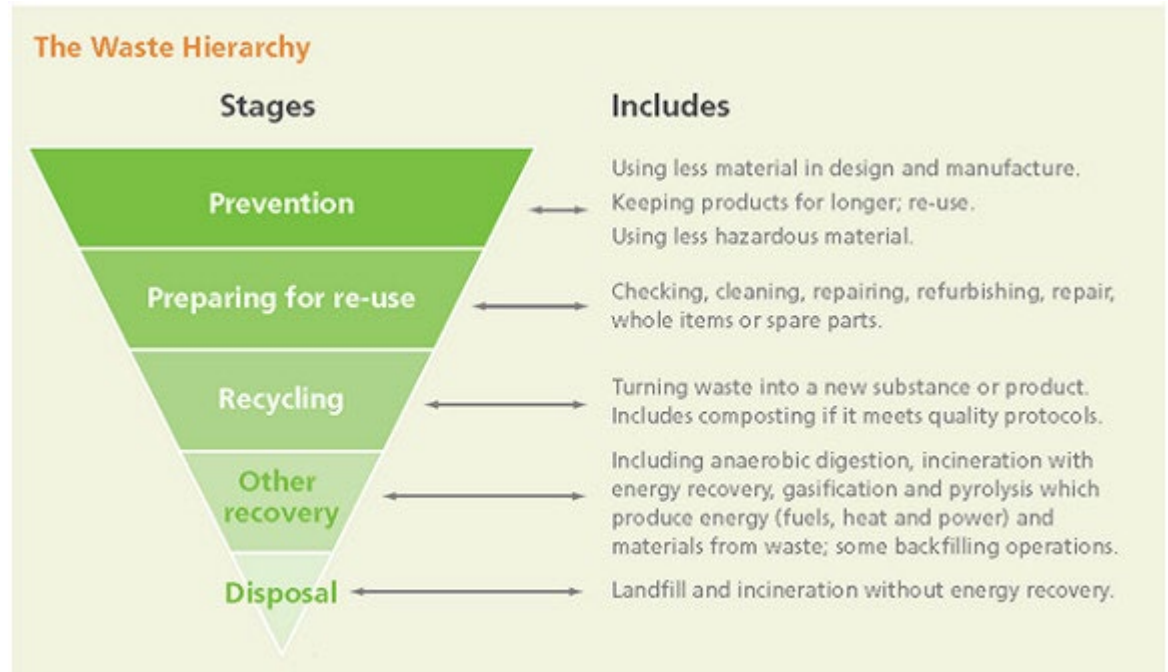 The Waste Hierarchy
Stages
Includes
Prevention
Using less material in design and manufacture.
Keeping products for longer; re-use.
Using less hazardous material.
Preparing for re-use
Checking, cleaning, repairing, refurbishing, repair,
whole items or spare parts.
Recycling
Turning waste into a new substance or product.
Includes composting if it meets quality protocols.
Other
recovery
Including anaerobic digestion, incineration with
energy recovery, gasification and pyrolysis which
produce energy (fuels, heat and power) and
materials from waste; some backfilling operations.
Disposal
Landfill and incineration without energy recovery.